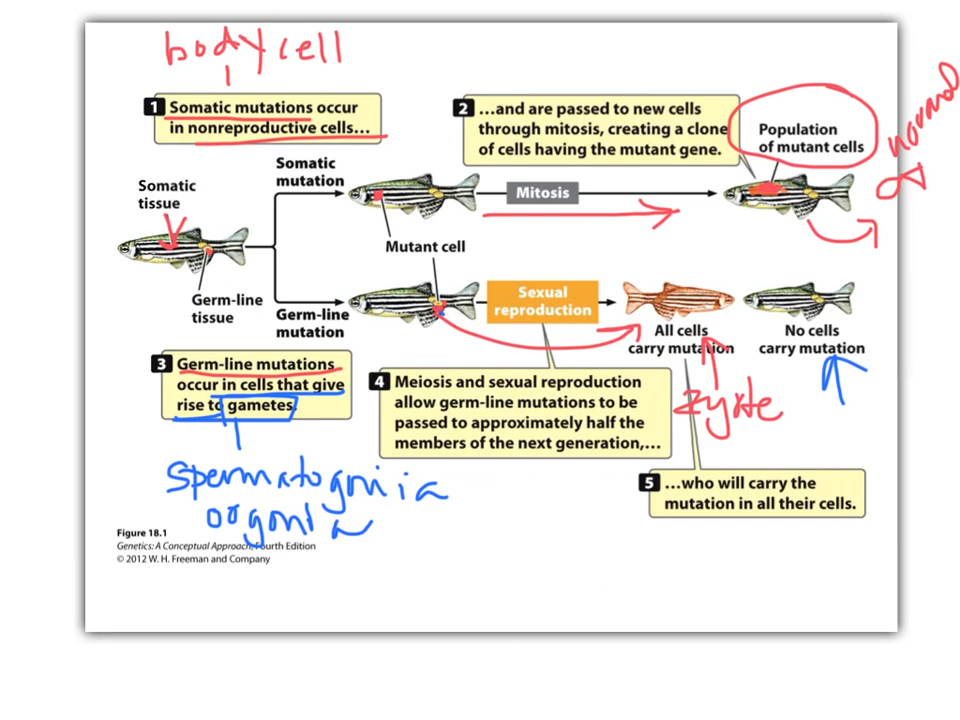 body cell
1 Somatic mutations occur
in nonreproductive cells…
2 …and are passed to new cells
through mitosis, creating a clone
of cells having the mutant gene.
Population
of mutant cells
normal
Somatic
mutation
Somatic
tissue
Mitosis
Mutant cell
Germ-line
tissue
Germ-line
mutation
Sexual
reproduction
All cells
carry mutation
No cells
carry mutation
3 Germ-line mutations
occur in cells that give
rise to gametes.
4 Meiosis and sexual reproduction
allow germ-line mutations to be
passed to approximately half the
members of the next generation,…
zyote
spermatogonia
oogonia
5 …who will carry the
mutation in all their cells.
Figure 18.1
Genetics: A Conceptual Approach, Fourth Edition
© 2012 W. H. Freeman and Company